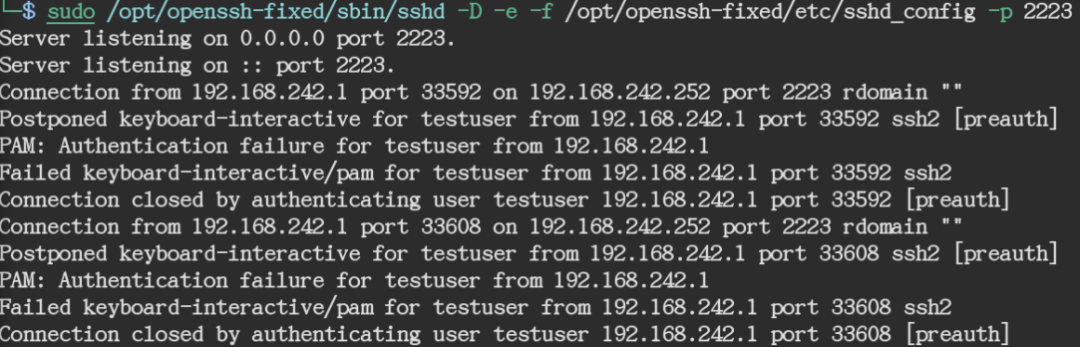 └─$ sudo /opt/openssh-fixed/sbin/sshd -D -e -f /opt/openssh-fixed/etc/sshd_config -p 2223
Server listening on 0.0.0.0 port 2223.
Server listening on :: port 2223.
Connection from 192.168.242.1 port 33592 on 192.168.242.252 port 2223 rdomain ""
Postponed keyboard-interactive for testuser from 192.168.242.1 port 33592 ssh2 [preauth]
PAM: Authentication failure for testuser from 192.168.242.1
Failed keyboard-interactive/pam for testuser from 192.168.242.1 port 33592 ssh2
Connection closed by authenticating user testuser 192.168.242.1 port 33592 [preauth]
Connection from 192.168.242.1 port 33608 on 192.168.242.252 port 2223 rdomain ""
Postponed keyboard-interactive for testuser from 192.168.242.1 port 33608 ssh2 [preauth]
PAM: Authentication failure for testuser from 192.168.242.1
Failed keyboard-interactive/pam for testuser from 192.168.242.1 port 33608 ssh2
Connection closed by authenticating user testuser 192.168.242.1 port 33608 [preauth]